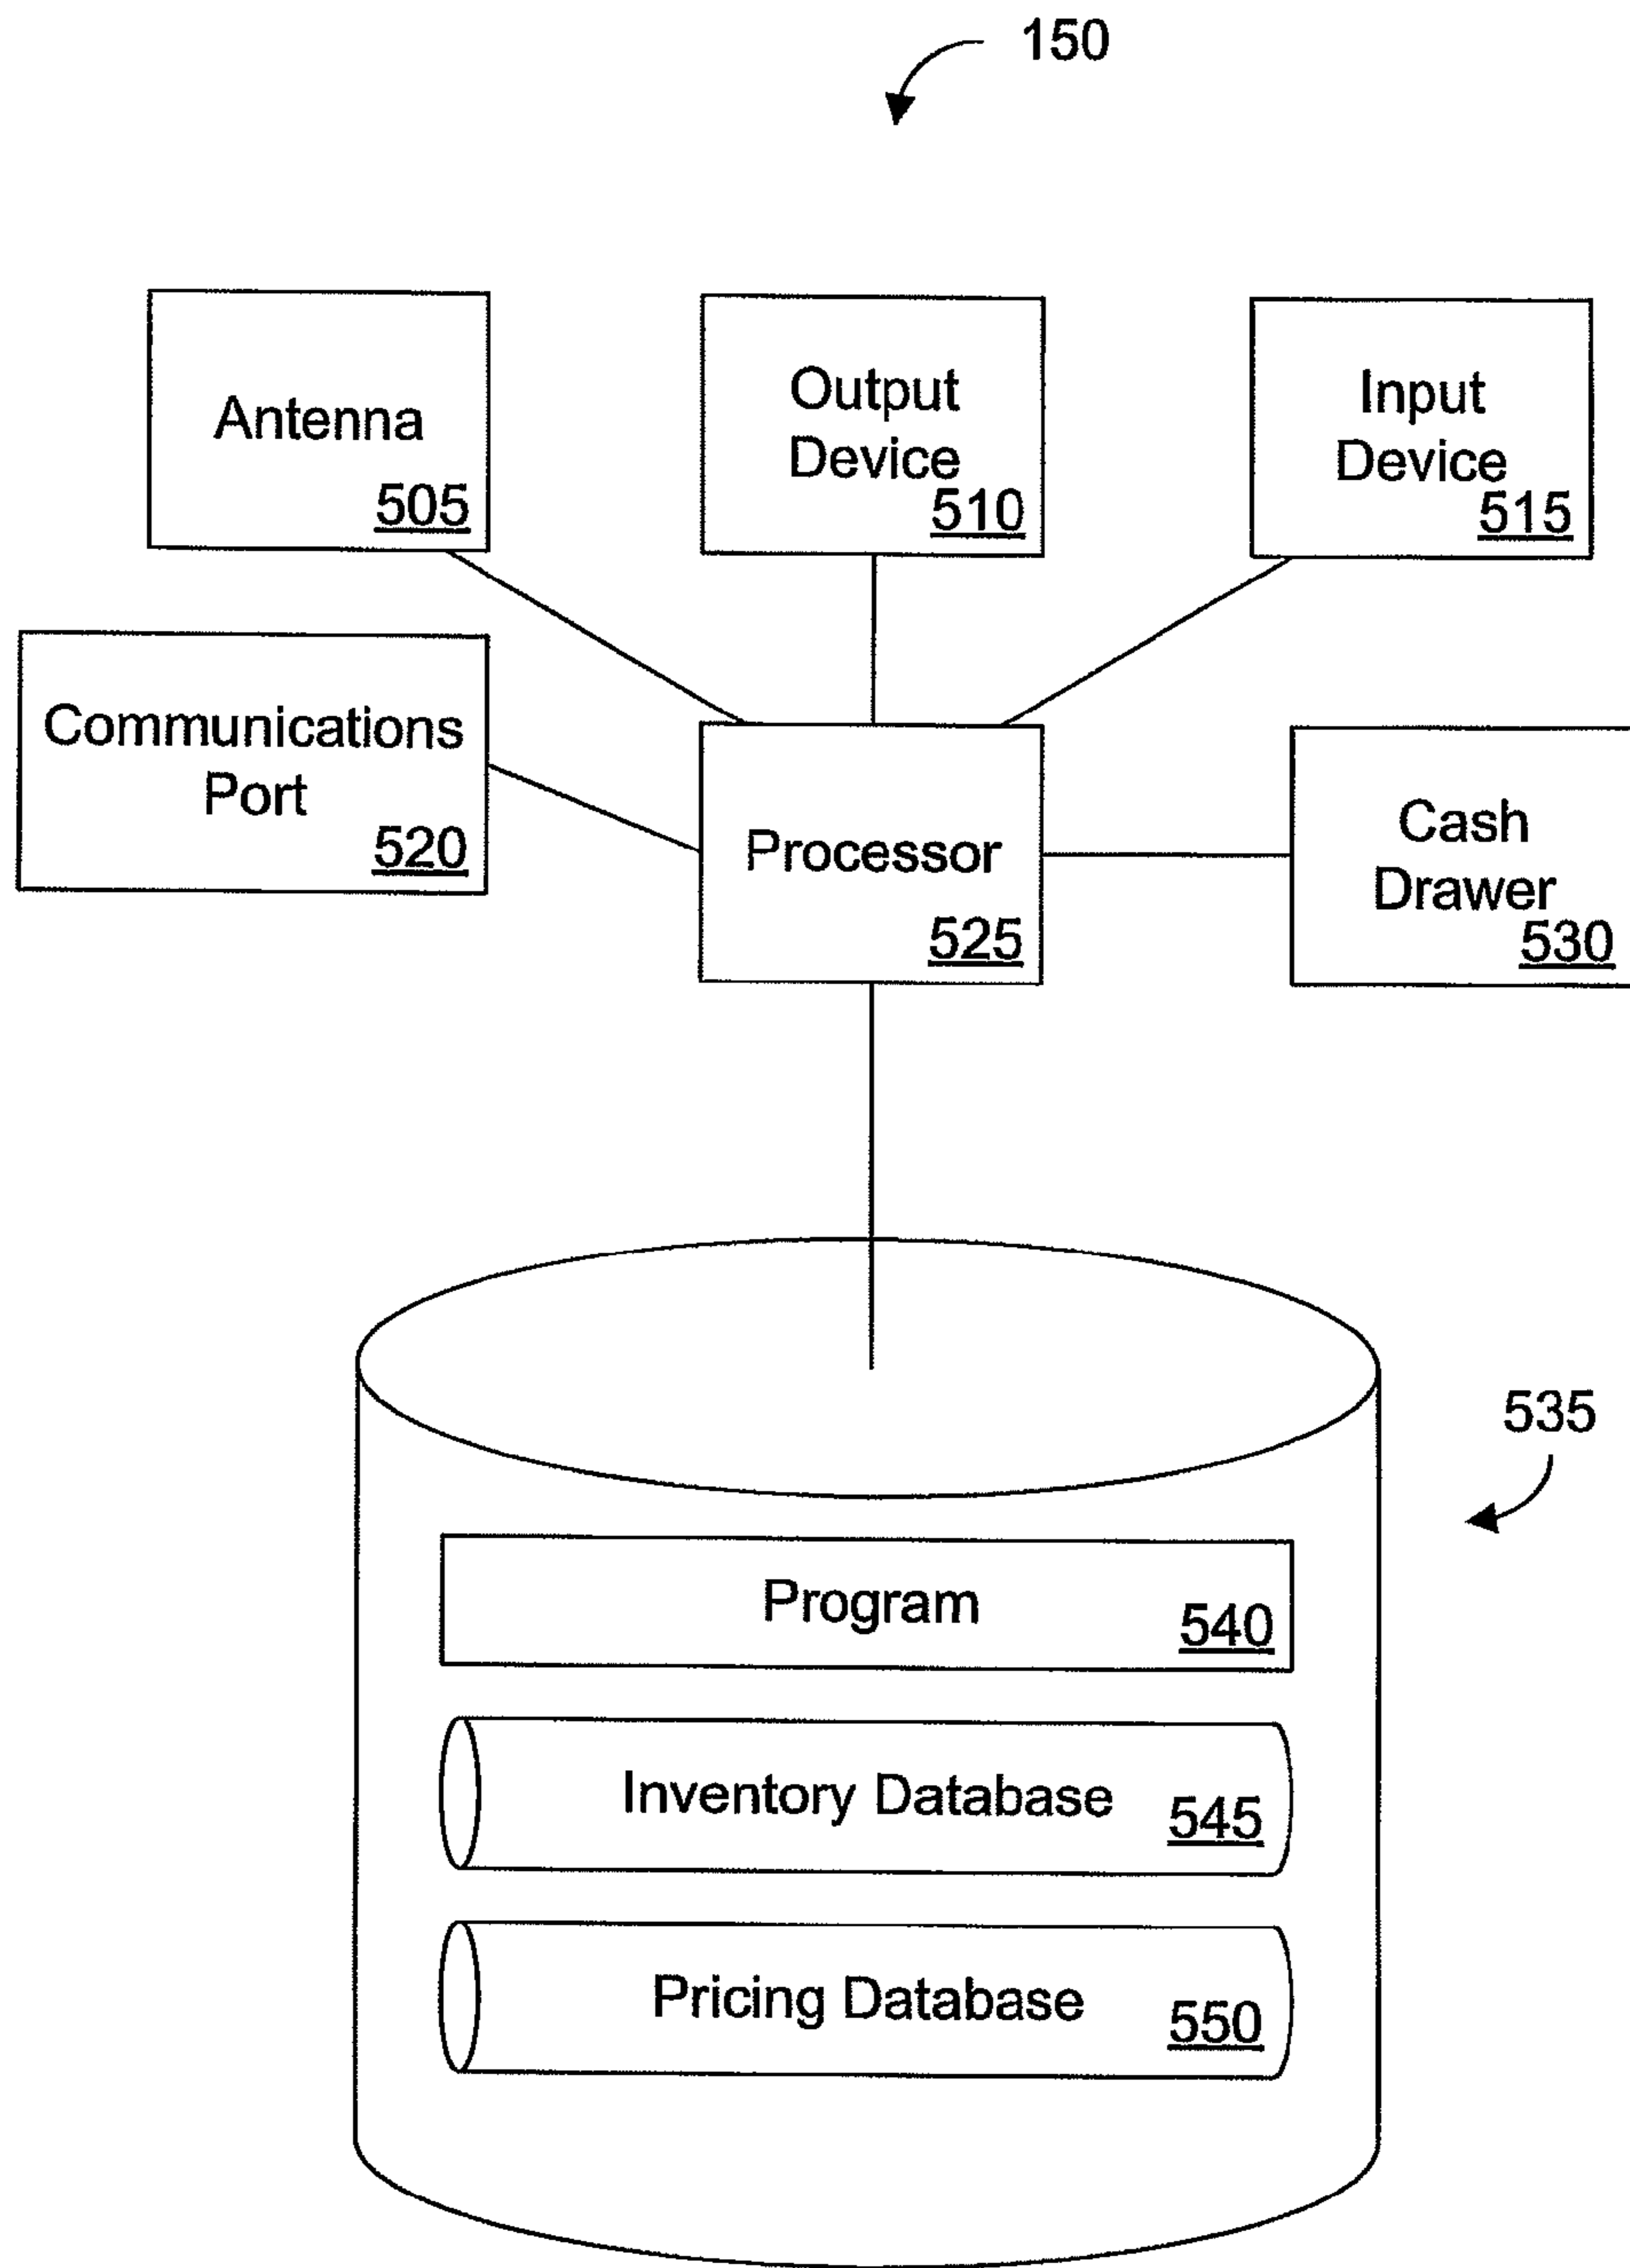 150
Antenna
505
Output
Device
510
Input
Device
515
Communications
Port
520
Processor
525
Cash
Drawer
530
535
Program
540
Inventory Database
545
Pricing Database
550